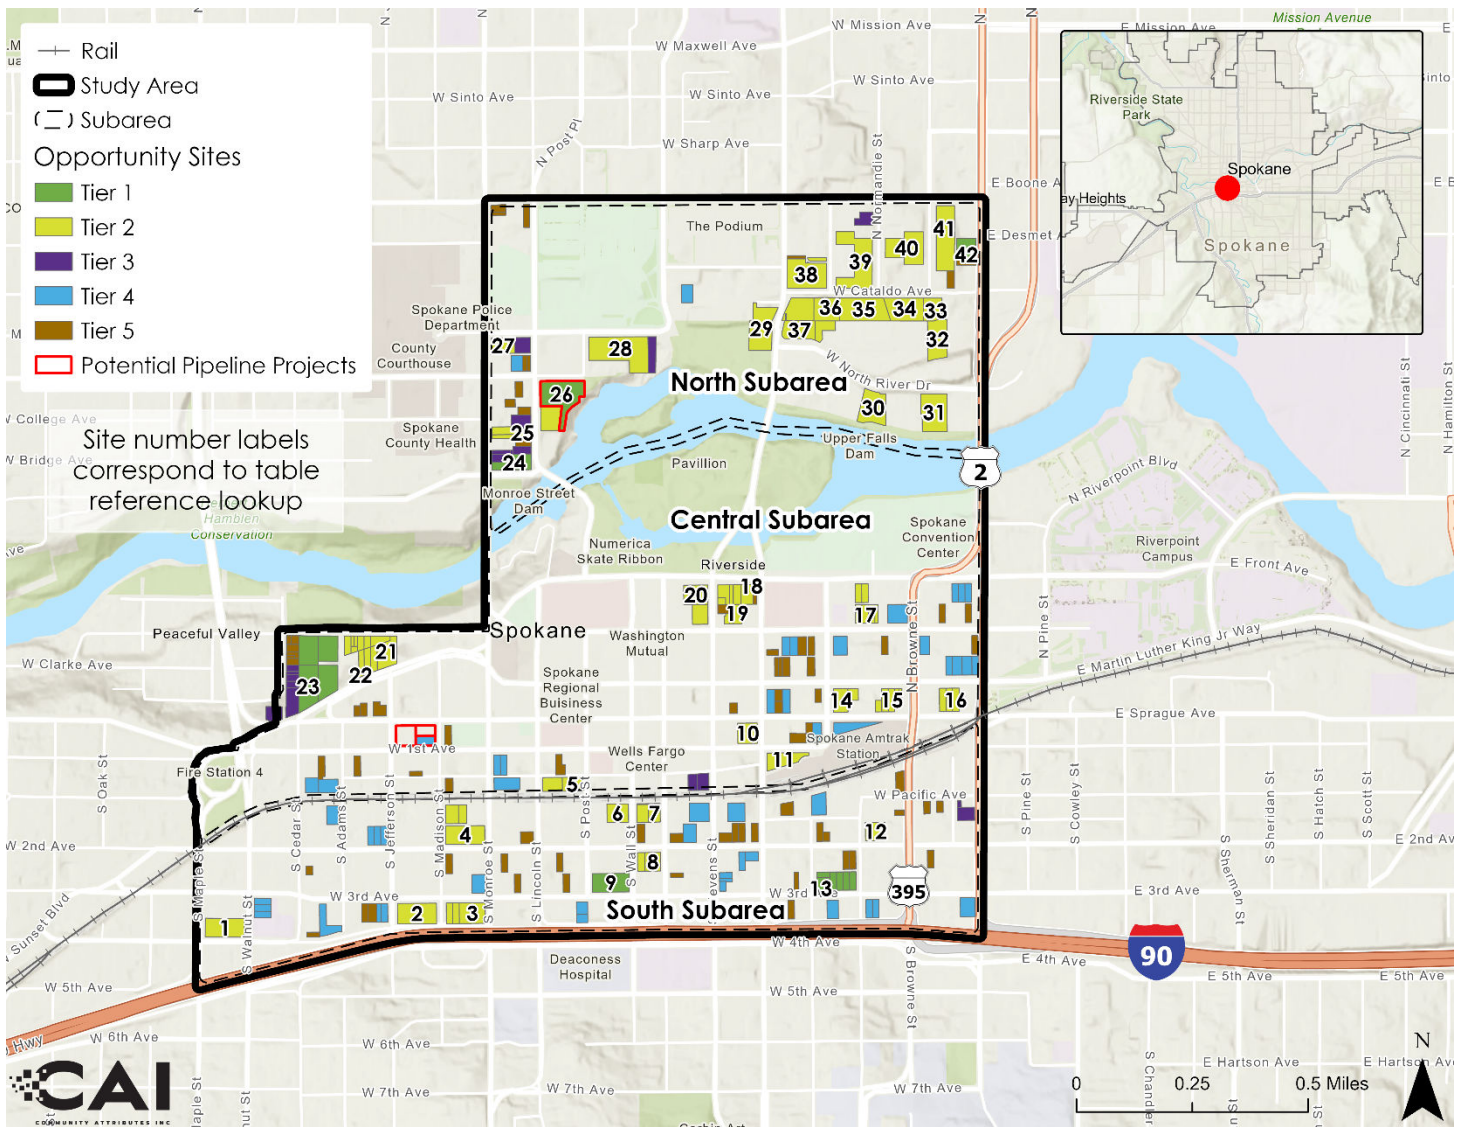 Rail
Study Area
Subarea
Opportunity Sites
Tier 1
Tier 2
Tier 3
Tier 4
Tier 5
Potential Pipeline Projects
Site number labels
correspond to table
reference lookup
W Mission Ave
E Mission Ave
Mission Avenue
W Maxwell Ave
W Sinto Ave
W Sinto Ave
W Sinto Ave
N Post Pl
W Sharp Ave
N Normandie St
E Boone A
E Desmet A
Riverside State
Park
Spokane
ay Heights
Spokane
The Podium
41
40
42
39
38
W Cataldo Ave
36
35
34
33
37
29
32
Spokane Police
Department
County
Courthouse
27
28
W North River Dr
North Subarea
26
30
31
W College Ave
Spokane
County Health
25
24
W Bridge Ave
Upper Falls
Dam
Pavillion
2
N Riverpoint Blvd
N Cincinnati St
N Hamilton St
Monroe Street
Dam
Hamblen
Conservation
Central Subarea
Numerica
Skate Ribbon
Spokane
Convention
Center
Riverpoint
Campus
E Front Ave
Riverside
20
18
19
17
N Browne St
N Pine St
E Martin Luther King Jr Way
Peaceful Valley
Spokane
Washington
Mutual
W Clarke Ave
21
22
23
Spokane
Regional
Buisiness
Center
14
15
16
E Sprague Ave
10
W 1st Ave
Wells Fargo
Center
Spokane Amtrak
Station
11
Fire Station 4
5
W Pacific Ave
S Oak St
S Cedar St
S Adams St
S Jefferson St
S Madison St
S Monroe St
S Lincoln St
S Post St
S Wall St
S Pine St
S Cowley St
S Sherman St
S Sheridan St
S Hatch St
S Scott St
6
7
4
12
W 2nd Ave
E 2nd Av
8
9
13
W 3rd Ave
395
E 3rd Ave
S Maple St
S Walnut St
1
2
3
South Subarea
W Sunset Blvd
W 4th Ave
E 4th Ave
90
Deaconess
Hospital
S Browne St
E 5th Ave
E 5th Ave
W 5th Ave
W 5th Ave
Hwy
W 6th Ave
W 6th Ave
W 7th Ave
W 7th Ave
W 7th Ave
E Hartson Ave
E Hartson Av
S Chandler
N
0
0.25
0.5 Miles
CAI
COMMUNITY ATTRIBUTES INC